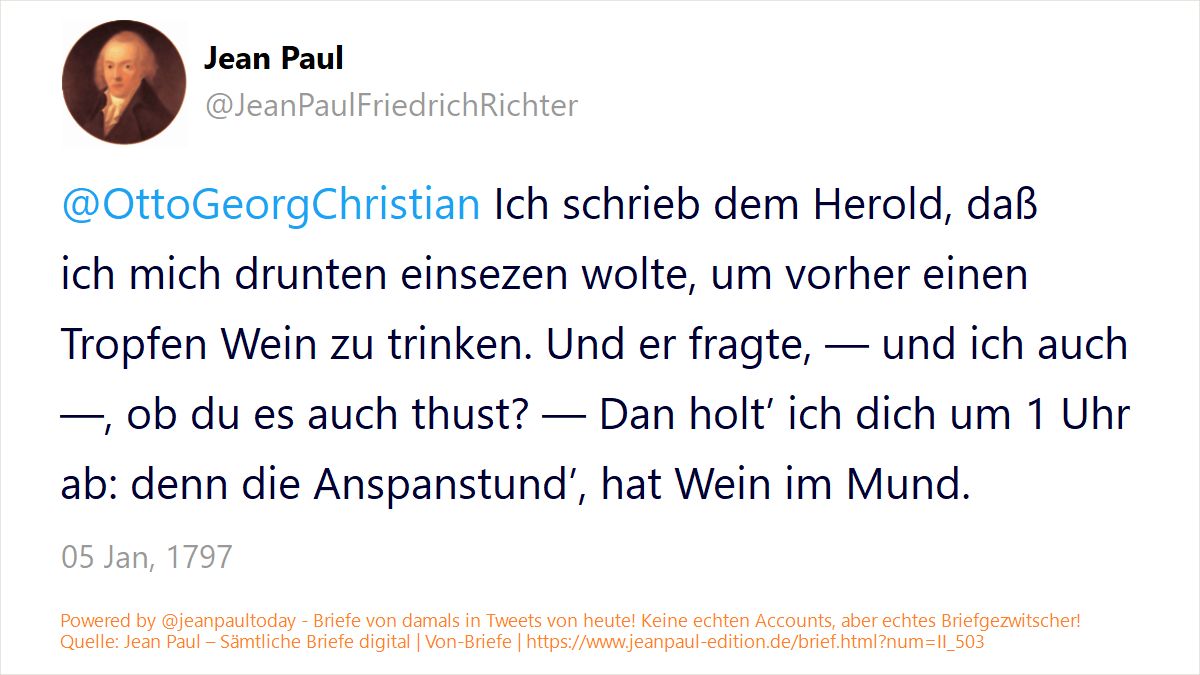 Jean Paul
@JeanPaulFriedrichRichter
@OttoGeorgChristian Ich schrieb dem Herold, daß
ich mich drunten einsezen wolte, um vorher einen
Tropfen Wein zu trinken. Und er fragte, — und ich auch
—, ob du es auch thust? — Dan holt’ ich dich um 1 Uhr
ab: denn die Anspanstund’, hat Wein im Mund.
05 Jan, 1797
Powered by @jeanpaultoday - Briefe von damals in Tweets von heute! Keine echten Accounts, aber echtes Briefgezwitscher!
Quelle: Jean Paul – Sämtliche Briefe digital | Von-Briefe | https://www.jeanpaul-edition.de/brief.html?num=II_503